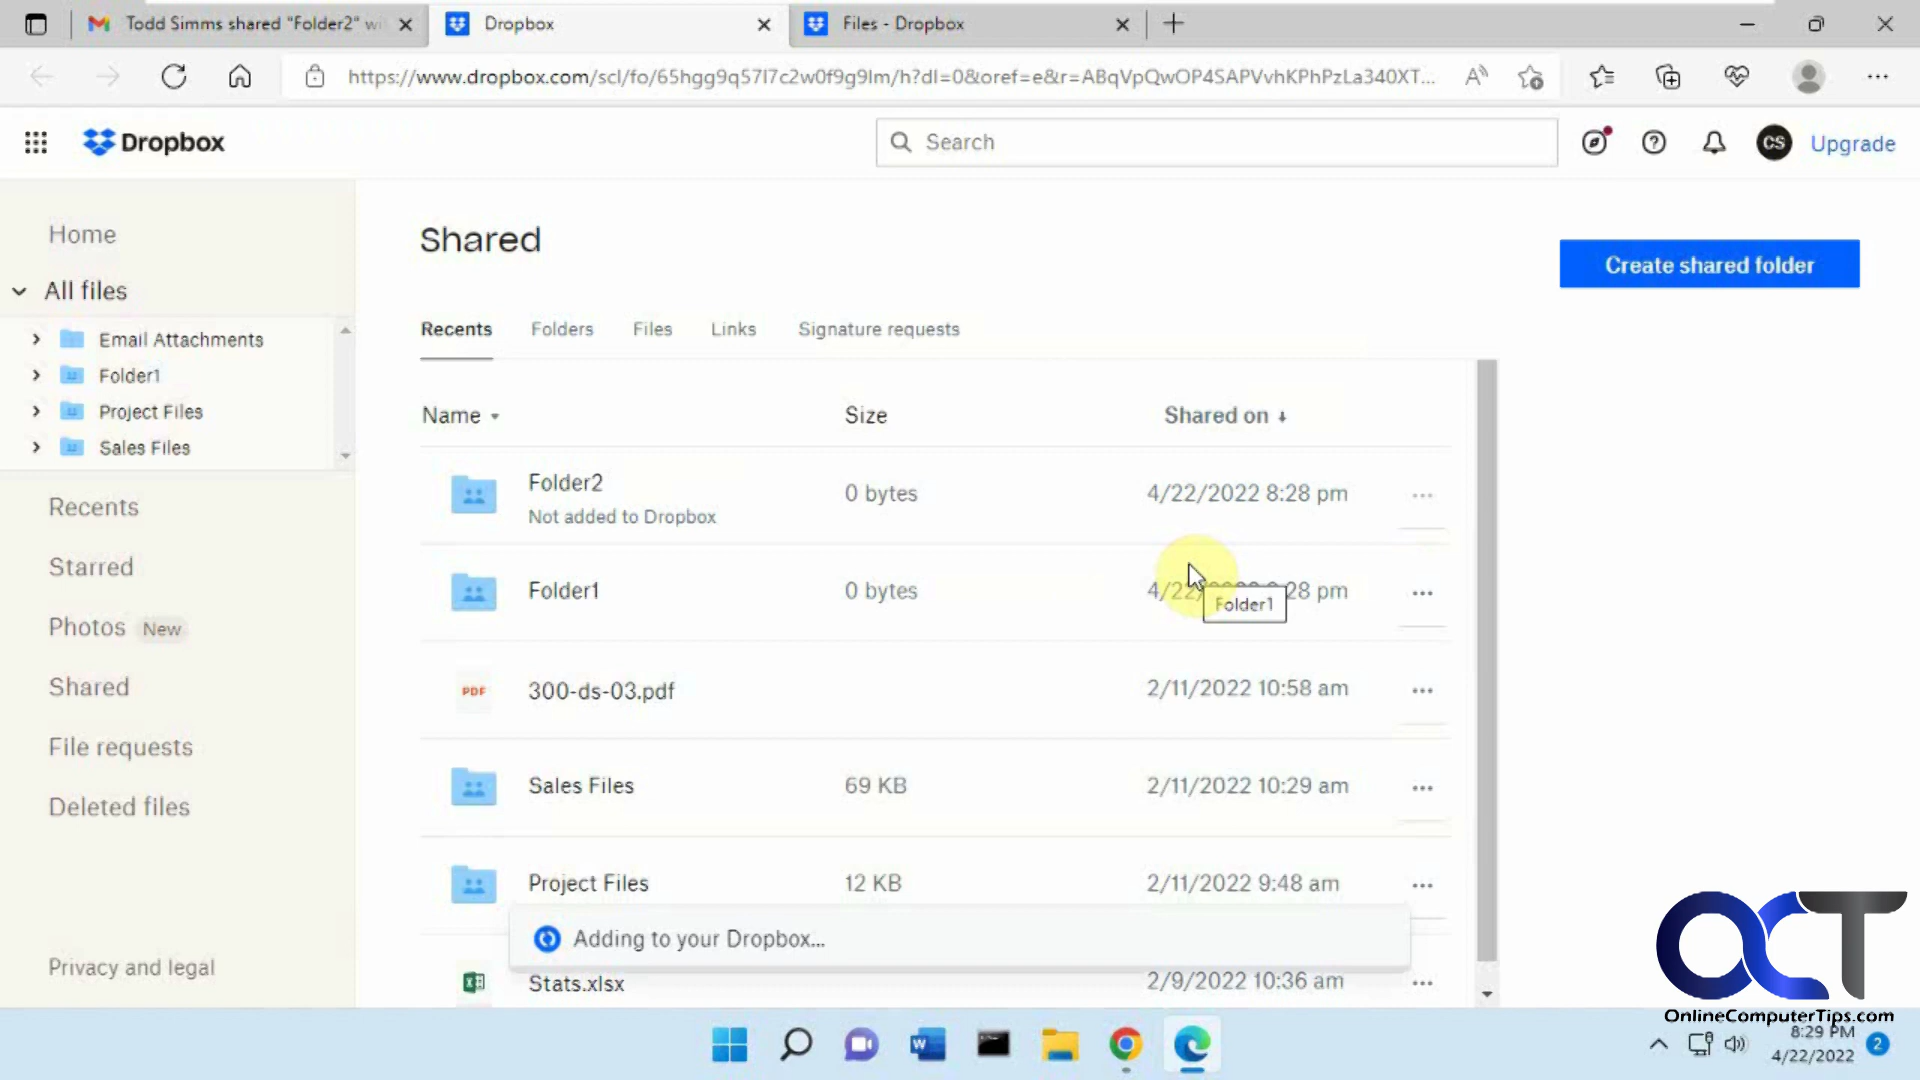 Todd Simms shared "Folder2" wi
Dropbox
Files - Dropbox
https://www.dropbox.com/scl/fo/65hgg9q57l7c2w0f9g9lm/h?dl=0&oref=e&r=ABqVpQwOP4SAPVvhKPhPzLa340XT...
Dropbox
Search
CS
Upgrade
Home
All files
Email Attachments
Folder1
Project Files
Sales Files
Recents
Starred
Photos New
Shared
File requests
Deleted files
Privacy and legal
Shared
Create shared folder
Recents Folders Files Links Signature requests
Name Size Shared on
Folder2 0 bytes 4/22/2022 8:28 pm
Not added to Dropbox
Folder1 0 bytes 4/22/ 28 pm
Folder1
PDF 300-ds-03.pdf 2/11/2022 10:58 am
Sales Files 69 KB 2/11/2022 10:29 am
Project Files 12 KB 2/11/2022 9:48 am
Adding to your Dropbox...
Stats.xlsx 2/9/2022 10:36 am
OCT
OnlineComputerTips.com
8:29 PM
4/22/2022
2